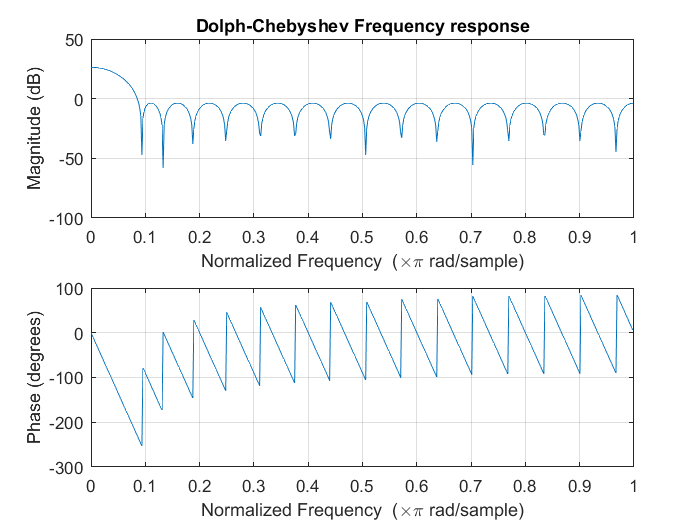 Dolph-Chebyshev Frequency response
50
0
-50
-100
Magnitude (dB)
0 0.1 0.2 0.3 0.4 0.5 0.6 0.7 0.8 0.9 1
Normalized Frequency (×π rad/sample)
100
0
-100
-200
-300
Phase (degrees)
0 0.1 0.2 0.3 0.4 0.5 0.6 0.7 0.8 0.9 1
Normalized Frequency (×π rad/sample)